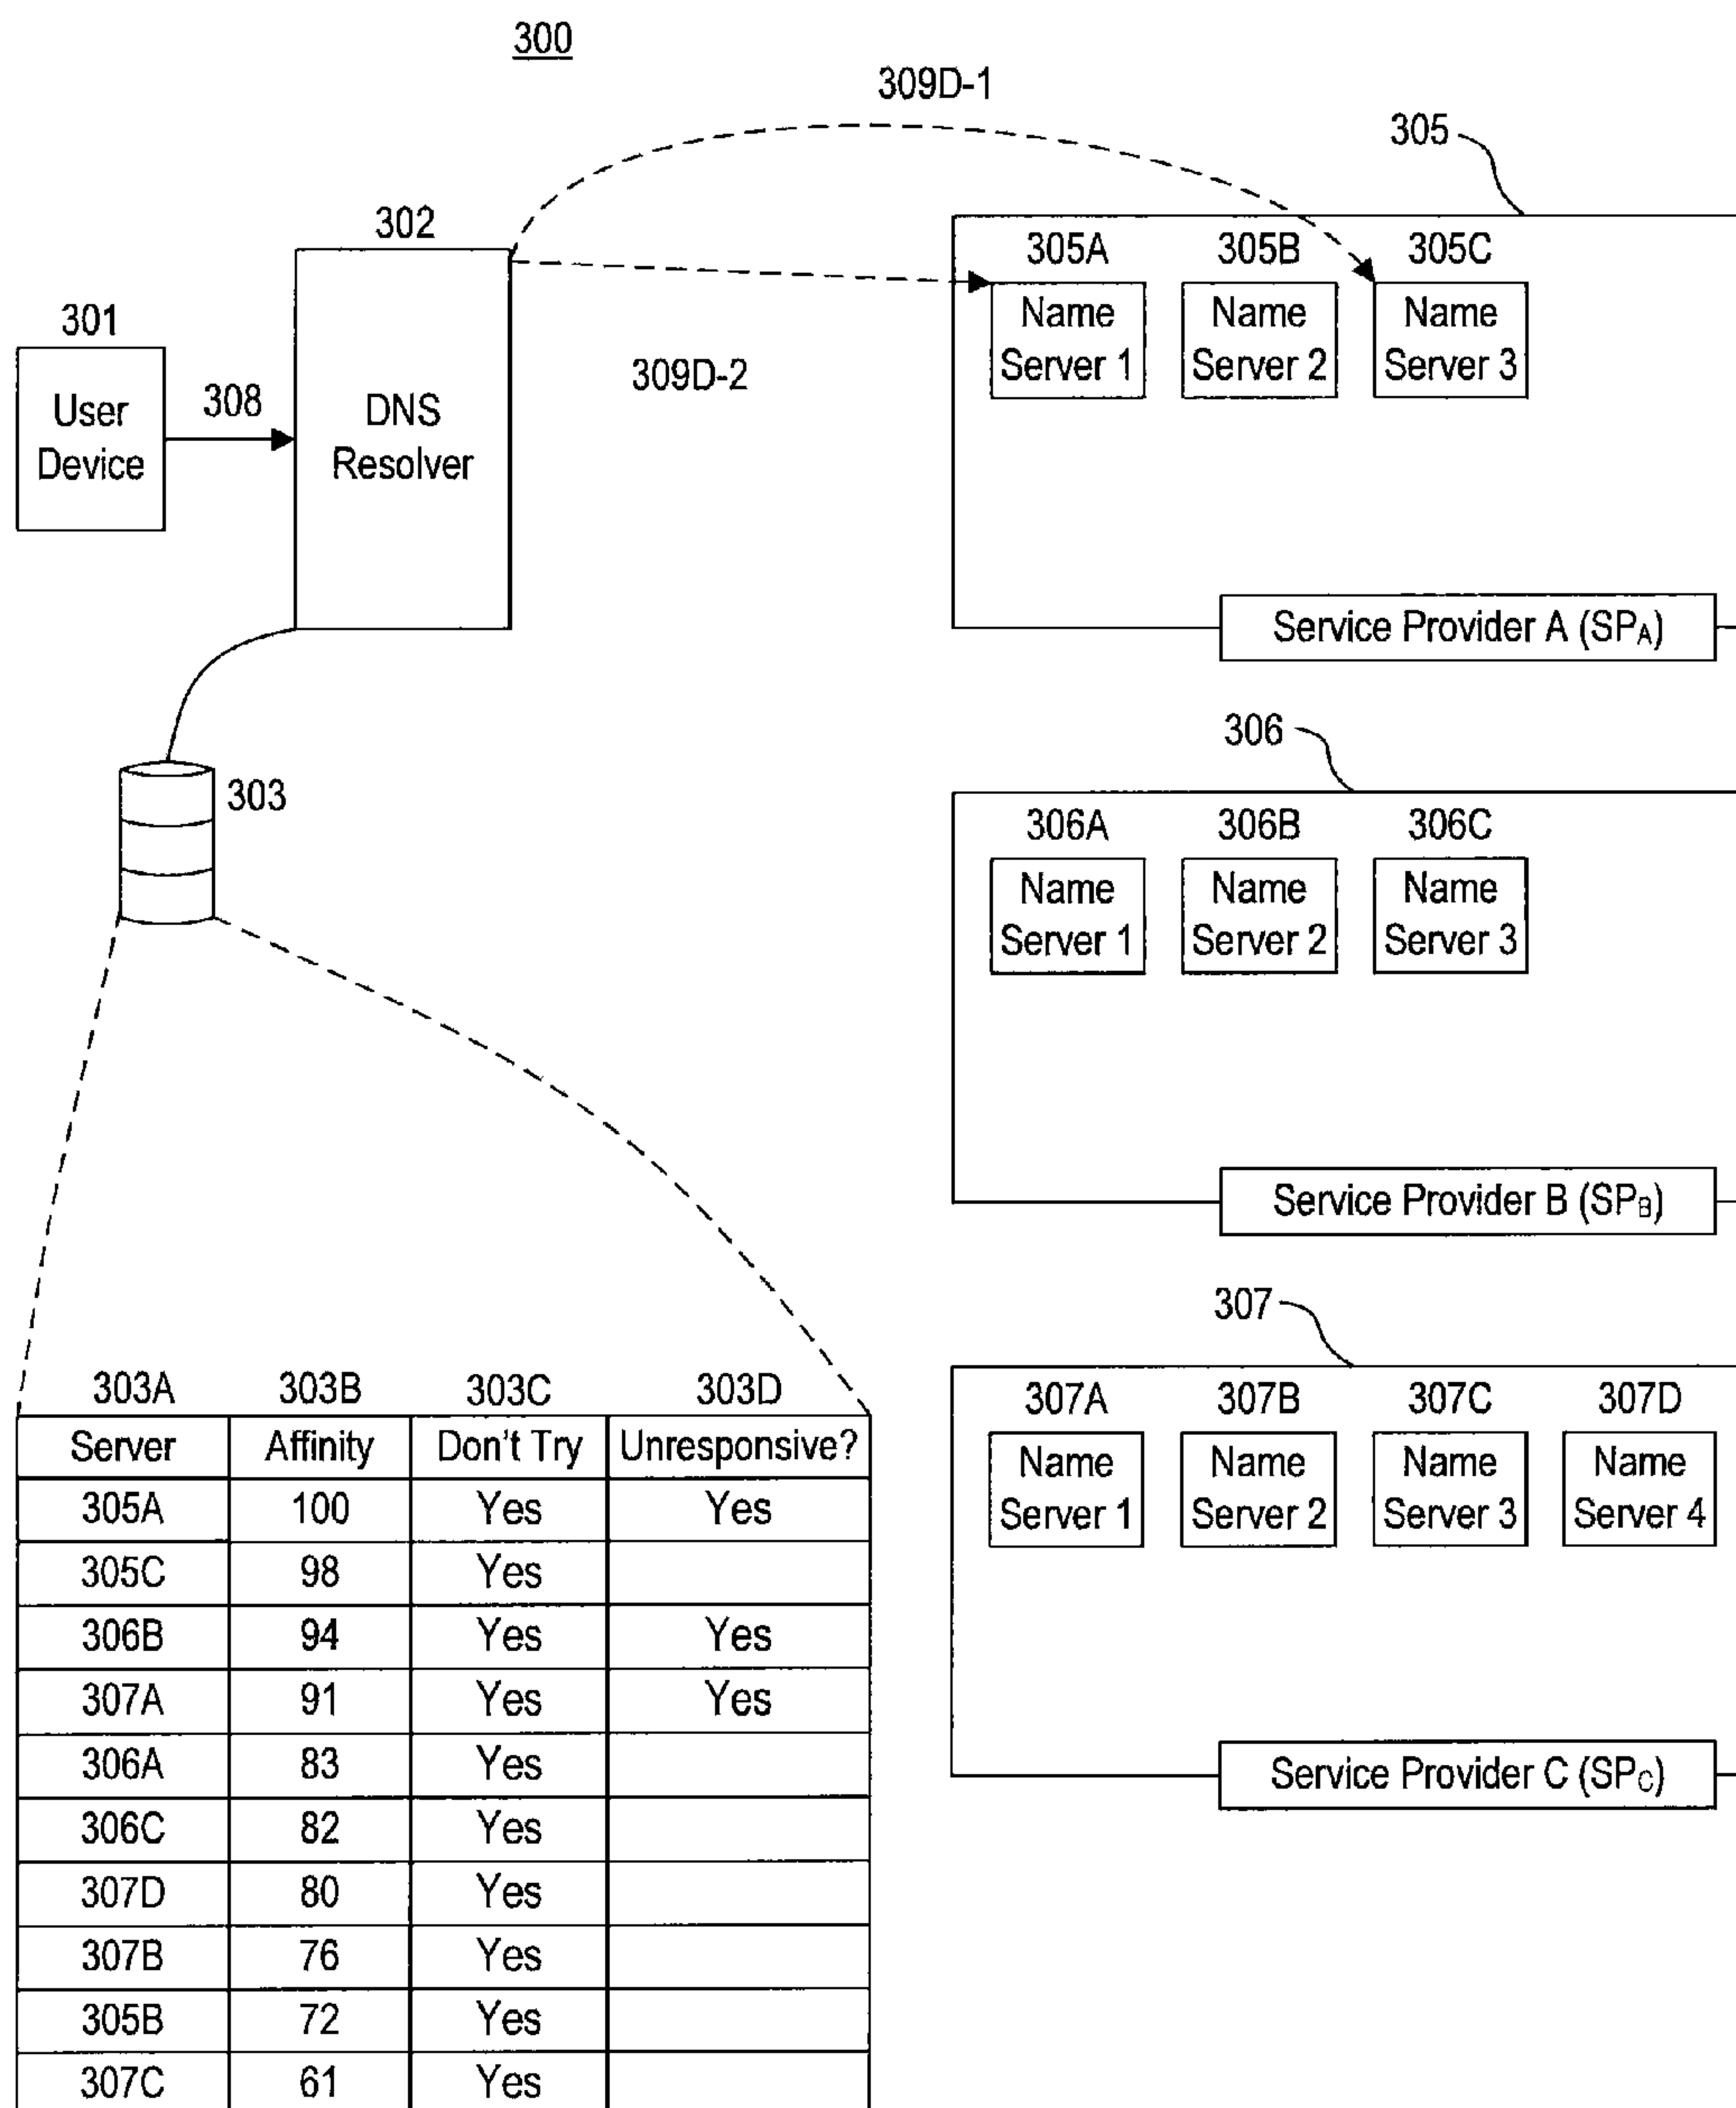 300
309D-1
305
302
305A 305B 305C
Name Server 1
Name Server 2
Name Server 3
301
User Device
308
DNS Resolver
309D-2
Service Provider A (SPA)
306
303
306A 306B 306C
Name Server 1
Name Server 2
Name Server 3
Service Provider B (SPB)
307
307A 307B 307C 307D
Name Server 1
Name Server 2
Name Server 3
Name Server 4
Service Provider C (SPC)
303A 303B 303C 303D
Server Affinity Don't Try Unresponsive?
305A 100 Yes Yes
305C 98 Yes
306B 94 Yes Yes
307A 91 Yes Yes
306A 83 Yes
306C 82 Yes
307D 80 Yes
307B 76 Yes
305B 72 Yes
307C 61 Yes